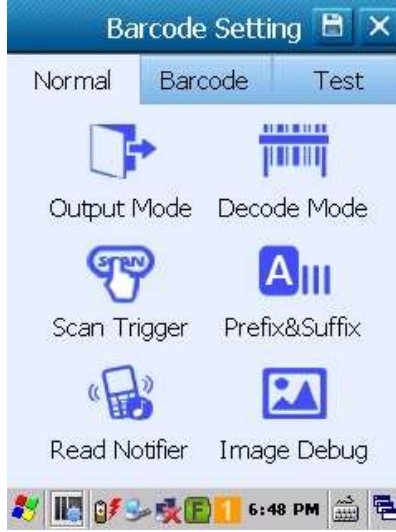 Barcode Setting
Normal Barcode Test
Output Mode Decode Mode
SCAN A
Scan Trigger Prefix&Suffix
Read Notifier Image Debug
F 1 6:48 PM